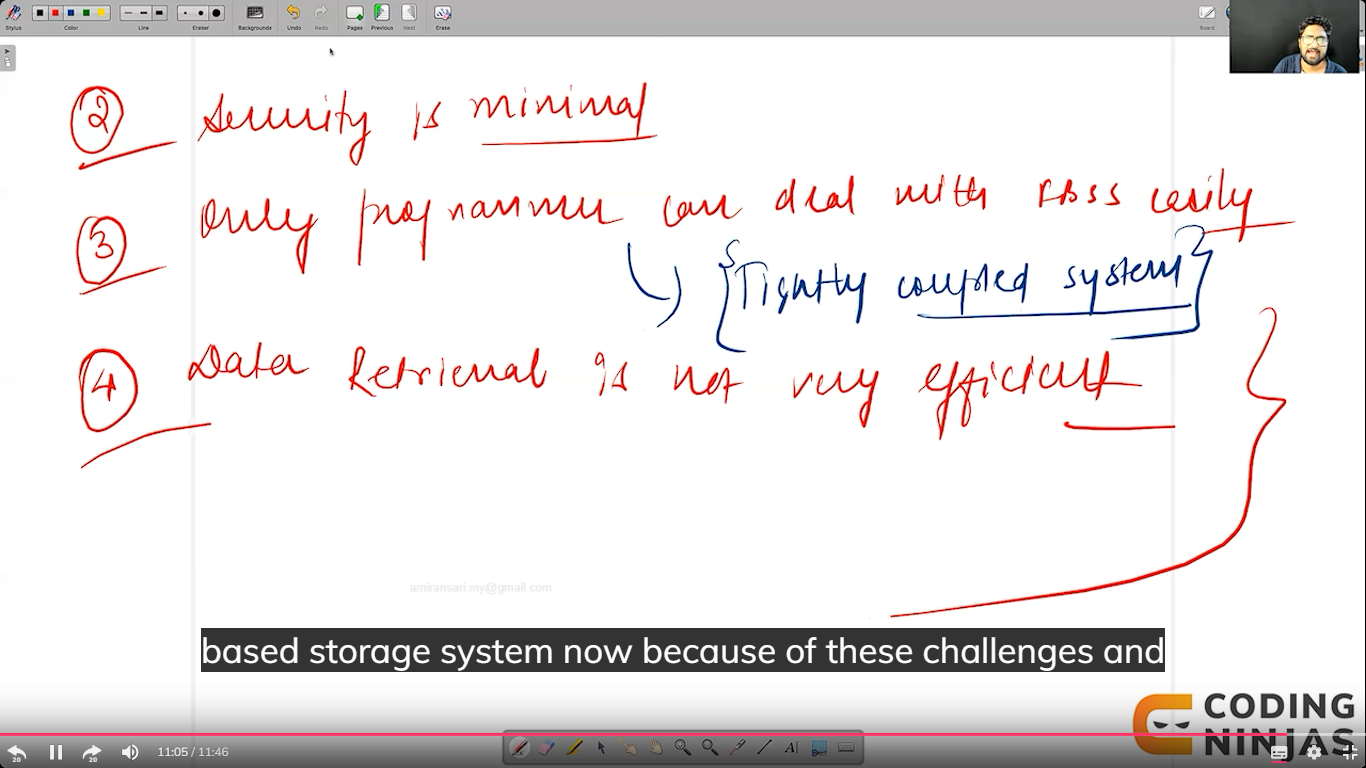 Stylus Color Line Eraser Backgrounds Undo Redo Pages Previous Next Erase Board
② Security is minimal
③ Only programmer can deal with FBSS easily
{Tightly coupled system}
④ Data Retrieval is not very efficient
amiransari.my@gmail.com
based storage system now because of these challenges and
CODING
NINJAS
20 20 11:05 / 11:46